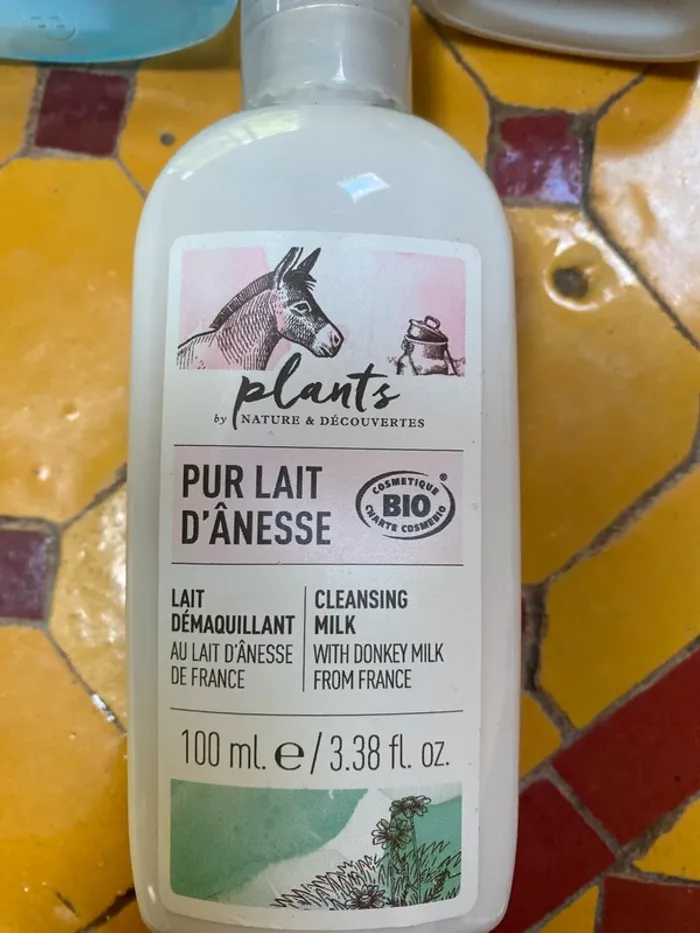 plants
by NATURE & DÉCOUVERTES
PUR LAIT
D'ÂNESSE
COSMETIQUE
BIO
CHARTE COSMEBIO
®
LAIT
DÉMAQUILLANT
AU LAIT D'ÂNESSE
DE FRANCE
CLEANSING
MILK
WITH DONKEY MILK
FROM FRANCE
100 ml. e / 3.38 fl. oz.